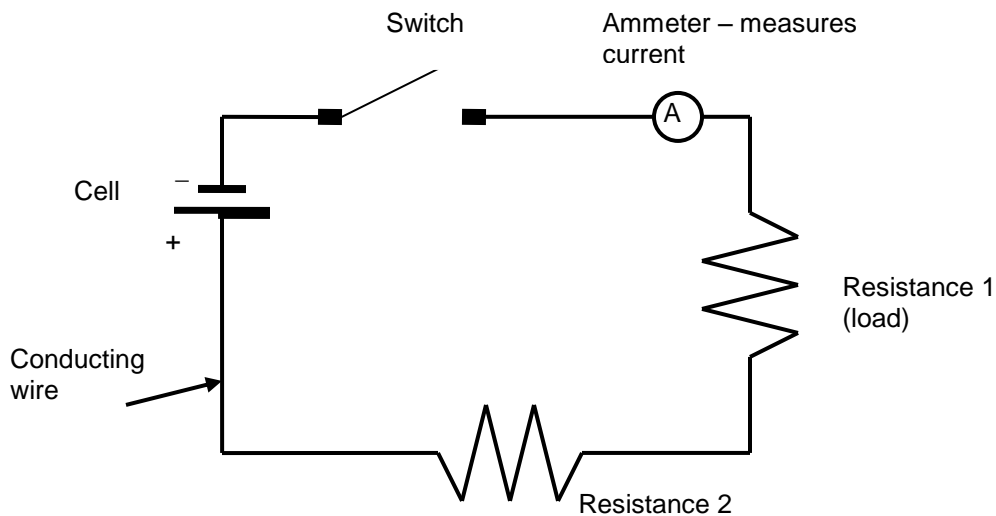 Switch
Ammeter – measures
current
A
Cell
–
+
Resistance 1
(load)
Conducting
wire
Resistance 2